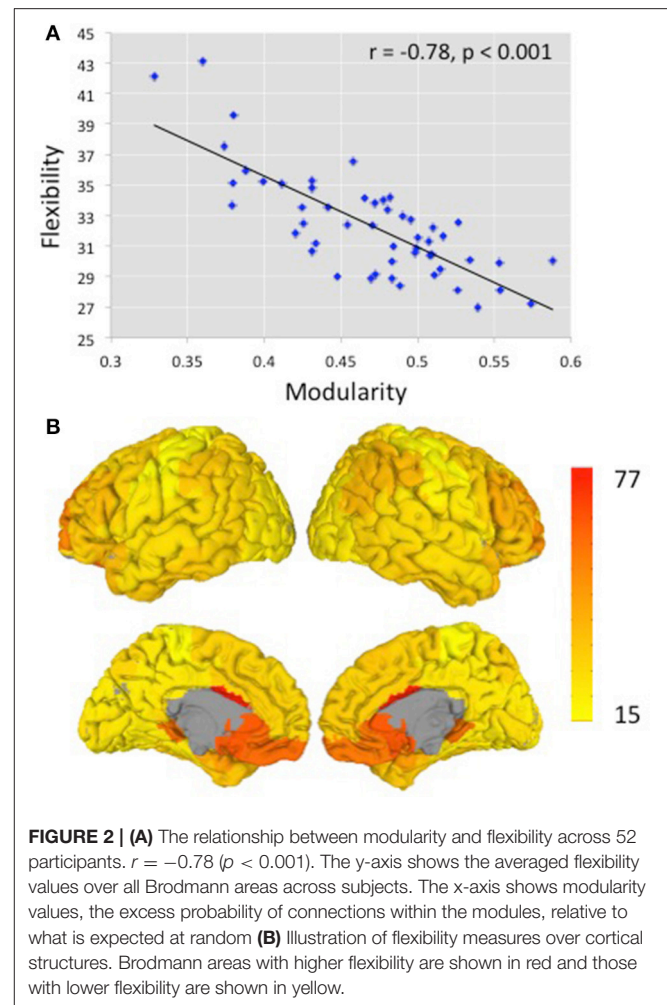 A
r = -0.78, p < 0.001
45
43
41
39
37
35
33
31
29
27
25
Flexibility
0.3 0.35 0.4 0.45 0.5 0.55 0.6
Modularity
B
77
15
FIGURE 2 | (A) The relationship between modularity and flexibility across 52
participants. r = −0.78 (p < 0.001). The y-axis shows the averaged flexibility
values over all Brodmann areas across subjects. The x-axis shows modularity
values, the excess probability of connections within the modules, relative to
what is expected at random (B) Illustration of flexibility measures over cortical
structures. Brodmann areas with higher flexibility are shown in red and those
with lower flexibility are shown in yellow.